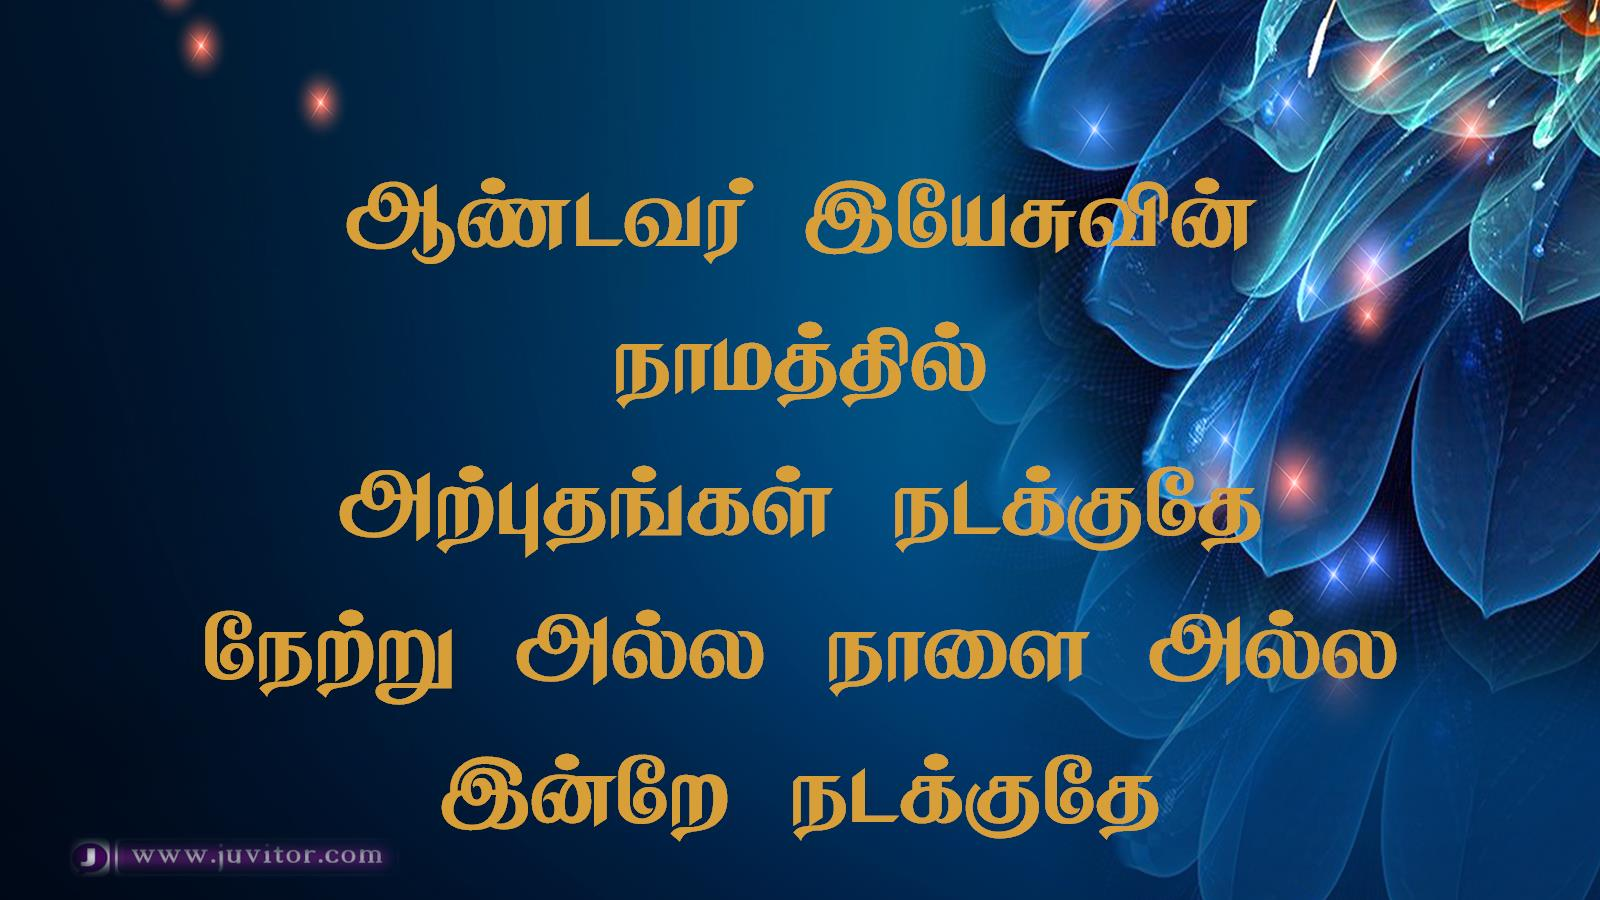 ஆண்டவர் இயேசுவின்
நாமத்தில்
அற்புதங்கள் நடக்குதே
நேற்று அல்ல நாளை அல்ல
இன்றே நடக்குதே
J www.juvitor.com